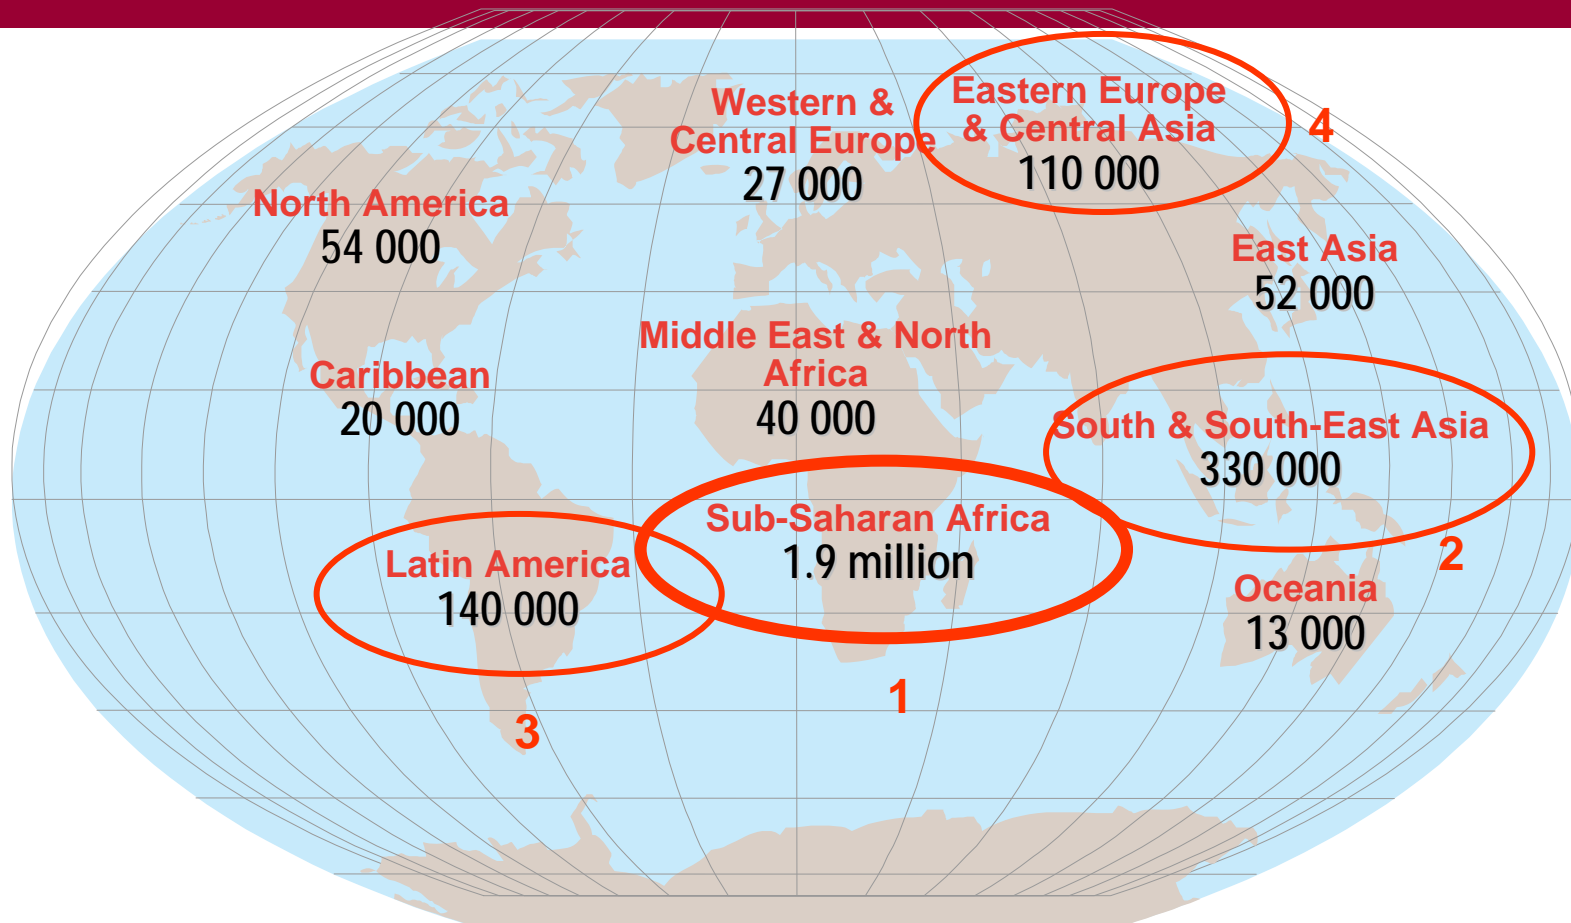 Western &
Central Europe
27 000
Eastern Europe
& Central Asia
110 000
4
North America
54 000
East Asia
52 000
Middle East & North
Africa
40 000
Caribbean
20 000
South & South-East Asia
330 000
2
Sub-Saharan Africa
1.9 million
1
Latin America
140 000
3
Oceania
13 000